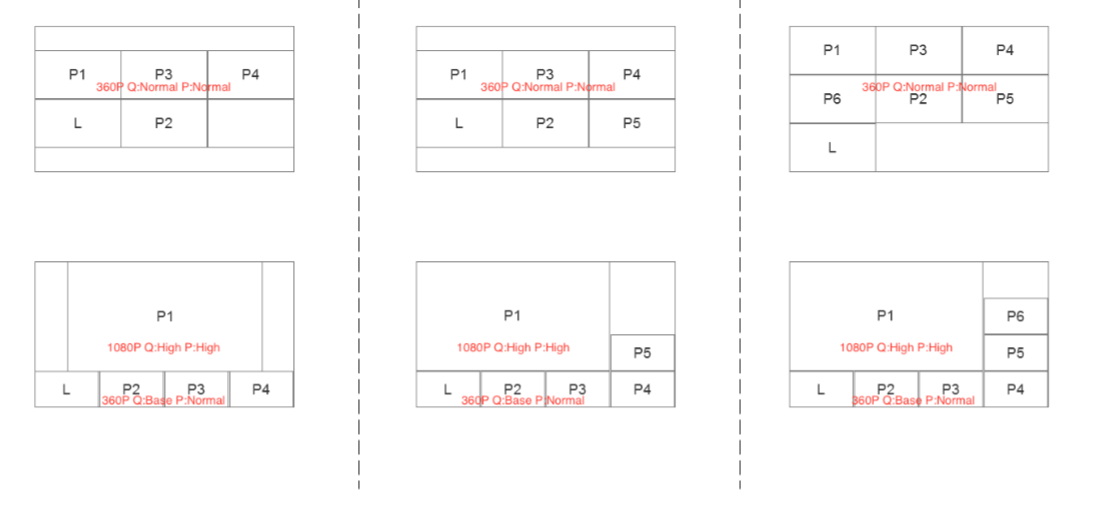 P1 P3 P4
360P Q:Normal P:Normal
L P2
P1 P3 P4
360P Q:Normal P:Normal
L P2 P5
P1 P3 P4
360P Q:Normal P:Normal
P6 P2 P5
L
P1
1080P Q:High P:High
L P2 P3 P4
360P Q:Base P:Normal
P1
1080P Q:High P:High
P5
L P2 P3 P4
360P Q:Base P:Normal
P1
P6
1080P Q:High P:High
P5
L P2 P3 P4
360P Q:Base P:Normal